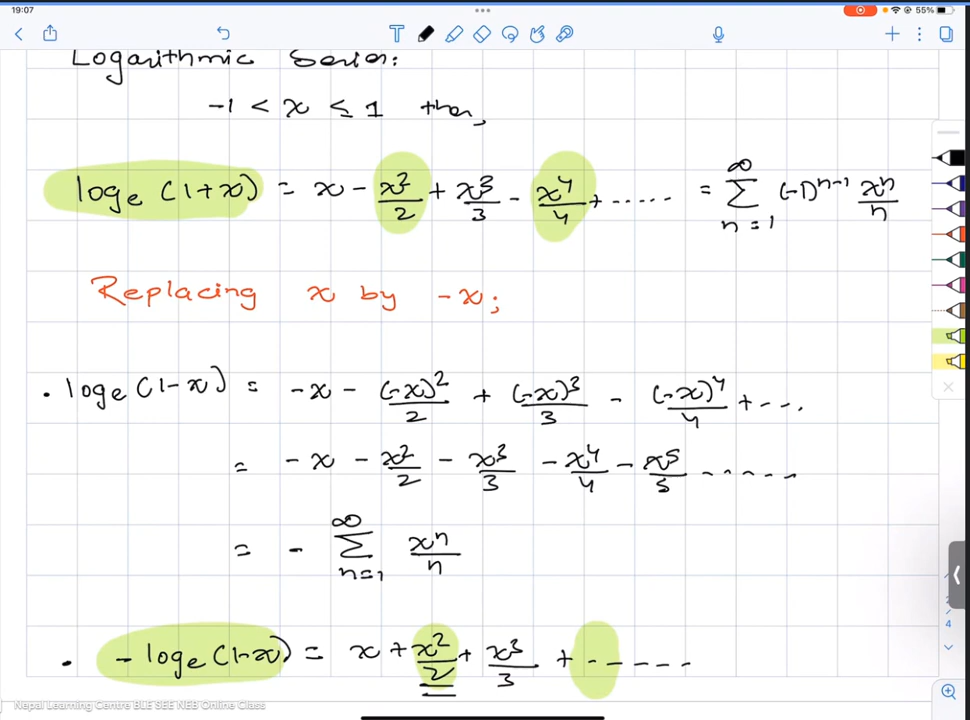 19:07
55%
Logarithmic Series:
-1 < x ≤ 1 then,
logₑ (1+x) = x - x²/2 + x³/3 - x⁴/4 + ...... = ∑_{n=1}^{∞} (-1)ⁿ⁻¹ xⁿ/n
Replacing x by -x;
. logₑ (1-x) = -x - (-x)²/2 + (-x)³/3 - (-x)⁴/4 + ....
= -x - x²/2 - x³/3 - x⁴/4 - x⁵/5 ------
= - ∑_{n=1}^{∞} xⁿ/n
. -logₑ (1-x) = x + x²/2 + x³/3 + ------
4
Nepal Learning Centre BLE SEE NEB Online Class